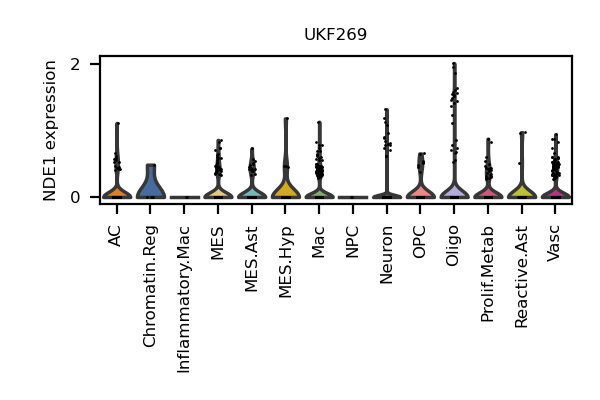 UKF269
NDE1 expression
2
0
AC
Chromatin.Reg
Inflammatory.Mac
MES
MES.Ast
MES.Hyp
Mac
NPC
Neuron
OPC
Oligo
Prolif.Metab
Reactive.Ast
Vasc